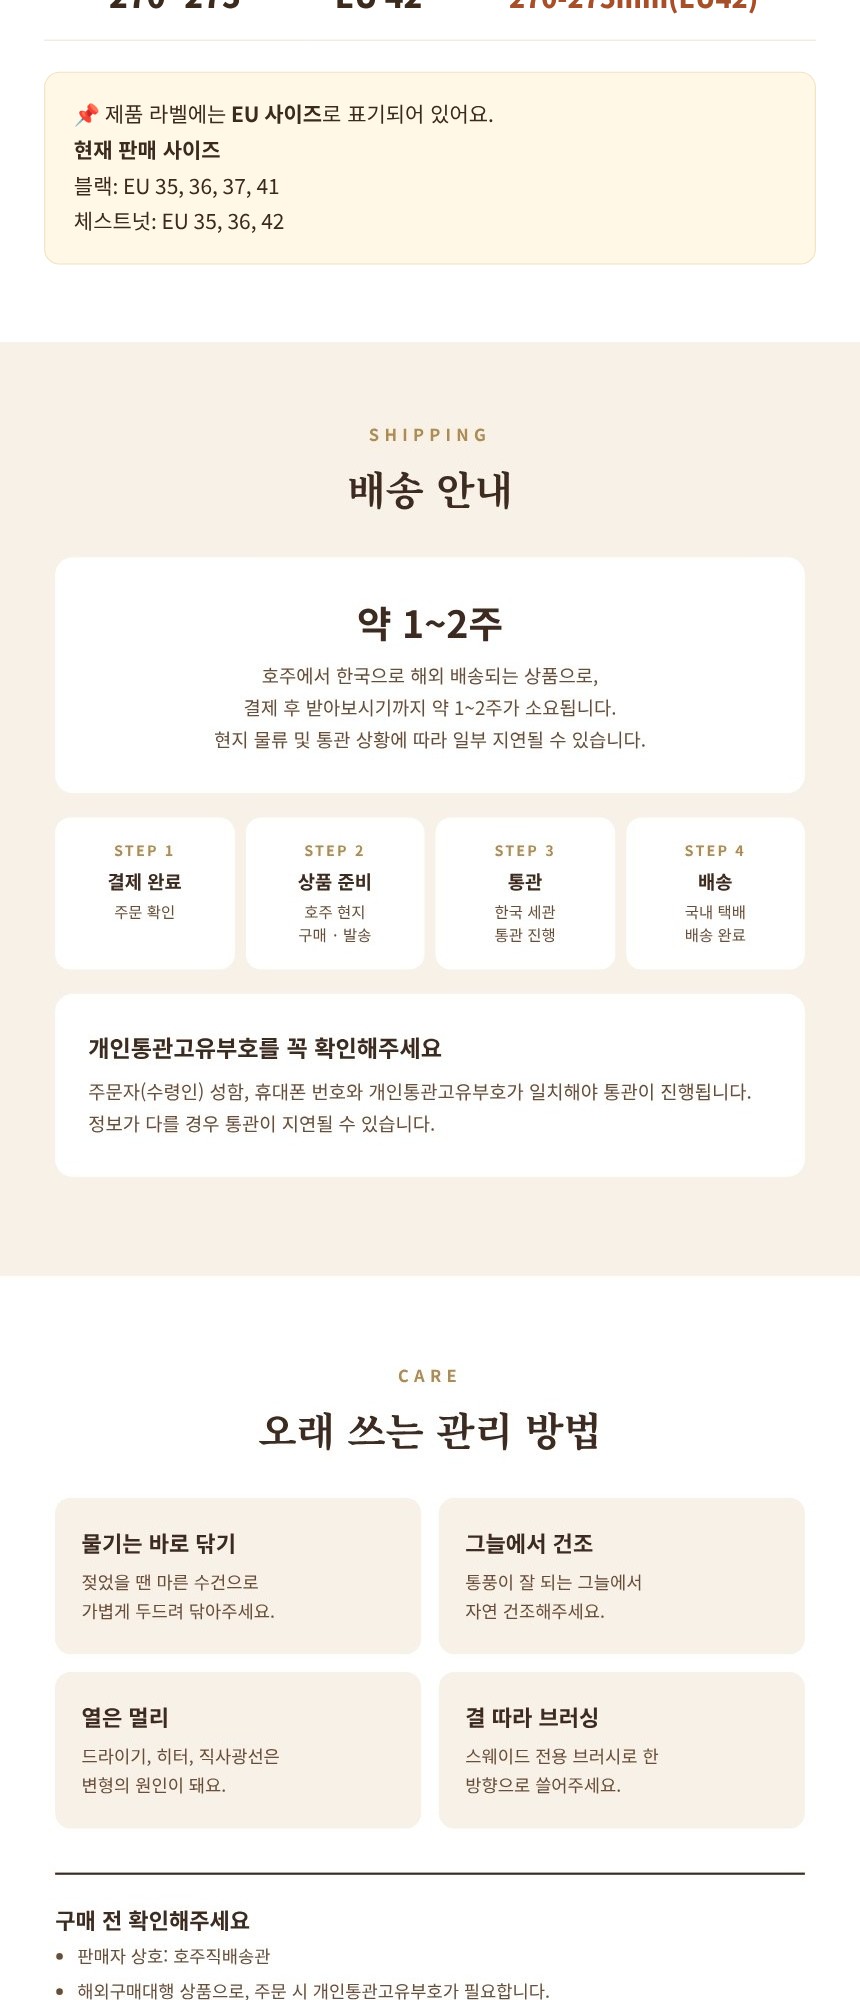 270~275 EU 42 270-275mm(EU42)
📌 제품 라벨에는 EU 사이즈로 표기되어 있어요.
현재 판매 사이즈
블랙: EU 35, 36, 37, 41
체스트넛: EU 35, 36, 42
SHIPPING
배송 안내
약 1~2주
호주에서 한국으로 해외 배송되는 상품으로,
결제 후 받아보시기까지 약 1~2주가 소요됩니다.
현지 물류 및 통관 상황에 따라 일부 지연될 수 있습니다.
STEP 1
결제 완료
주문 확인
STEP 2
상품 준비
호주 현지
구매 · 발송
STEP 3
통관
한국 세관
통관 진행
STEP 4
배송
국내 택배
배송 완료
개인통관고유부호를 꼭 확인해주세요
주문자(수령인) 성함, 휴대폰 번호와 개인통관고유부호가 일치해야 통관이 진행됩니다.
정보가 다를 경우 통관이 지연될 수 있습니다.
CARE
오래 쓰는 관리 방법
물기는 바로 닦기
젖었을 땐 마른 수건으로
가볍게 두드려 닦아주세요.
그늘에서 건조
통풍이 잘 되는 그늘에서
자연 건조해주세요.
열은 멀리
드라이기, 히터, 직사광선은
변형의 원인이 돼요.
결 따라 브러싱
스웨이드 전용 브러시로 한
방향으로 쓸어주세요.
구매 전 확인해주세요
• 판매자 상호: 호주직배송관
• 해외구매대행 상품으로, 주문 시 개인통관고유부호가 필요합니다.